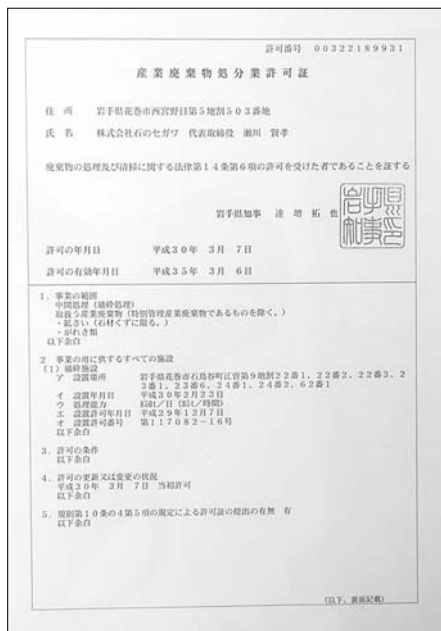 許可番号 00322189931
産業廃棄物処分業許可証
住所 岩手県花巻市西宮野目第5地割503番地
氏名 株式会社石のセガワ 代表取締役 瀬川 賢孝
廃棄物の処理及び清掃に関する法律第14条第6項の許可を受けた者であることを証する
岩手県知事 達増拓也
許可の年月日 平成30年 3月 7日
許可の有効年月日 平成35年 3月 6日
1.事業の範囲
中間処理(破砕処理)
取扱う産業廃棄物(特別管理産業廃棄物であるものを除く。)
・鉱さい(石材くずに限る。)
・がれき類
以下余白
2 事業の用に供するすべての施設
(1)破砕施設
ア 設置場所 岩手県花巻市石鳥谷町江曽第9地割22番1、22番2、22番3、2
3番1、23番6、24番1、24番2、62番1
イ 設置年月日 平成30年2月23日
ウ 処理能力 850t/日(85t/時間)
エ 設置許可年月日 平成29年12月7日
オ 設置許可番号 第117082-16号
以下余白
3.許可の条件
以下余白
4.許可の更新又は変更の状況
平成30年 3月 7日 当初許可
以下余白
5.規則第10条の4第5項の規定による許可証の提出の有無 有
以下余白
(以下、裏面記載)